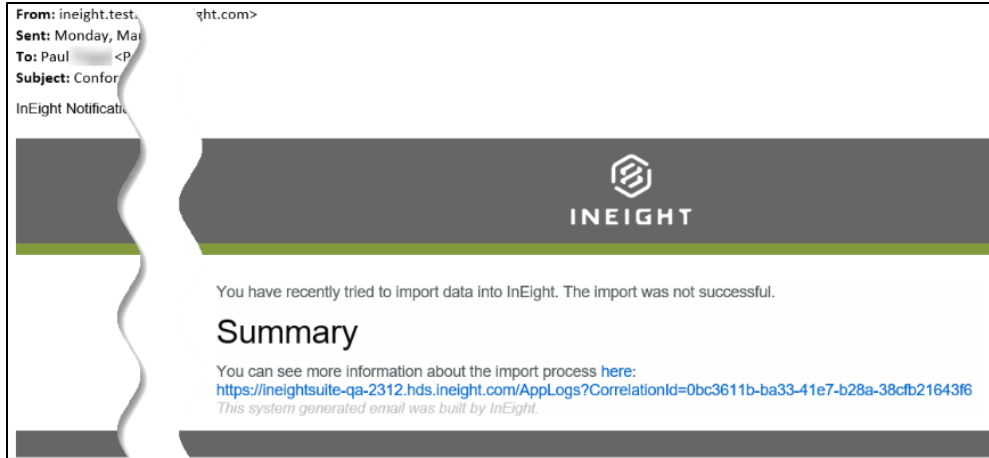 From: ineight.test. ght.com>
Sent: Monday, Ma
To: Paul <P
Subject: Confor
InEight Notificati
INEIGHT
You have recently tried to import data into InEight. The import was not successful.
Summary
You can see more information about the import process here:
https://ineightsuite-qa-2312.hds.ineight.com/AppLogs?CorrelationId=0bc3611b-ba33-41e7-b28a-38cfb21643f6
This system generated email was built by InEight.